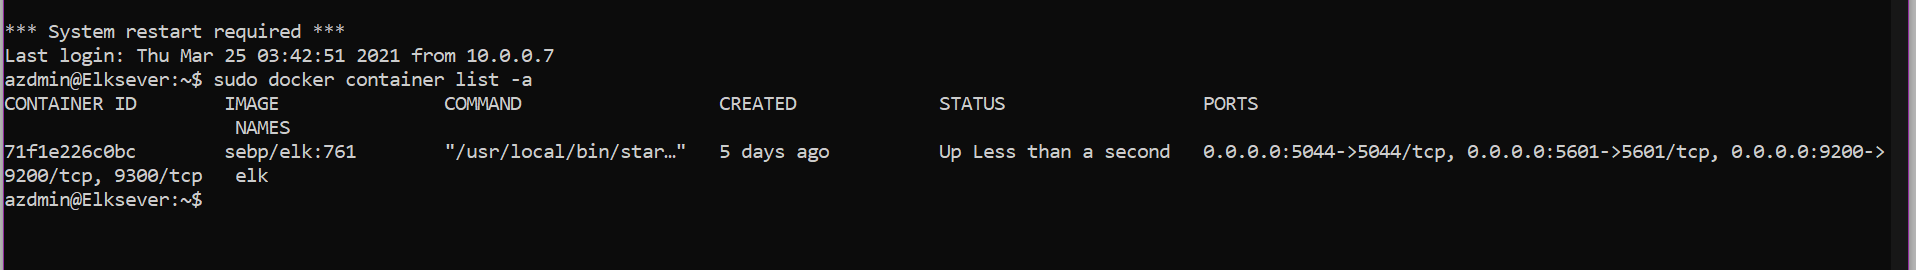 *** System restart required ***
Last login: Thu Mar 25 03:42:51 2021 from 10.0.0.7
azdmin@Elksever:~$ sudo docker container list -a
CONTAINER ID        IMAGE               COMMAND                  CREATED             STATUS                  PORTS
                     NAMES
71f1e226c0bc        sebp/elk:761        "/usr/local/bin/star…"   5 days ago          Up Less than a second   0.0.0.0:5044->5044/tcp, 0.0.0.0:5601->5601/tcp, 0.0.0.0:9200->
9200/tcp, 9300/tcp   elk
azdmin@Elksever:~$